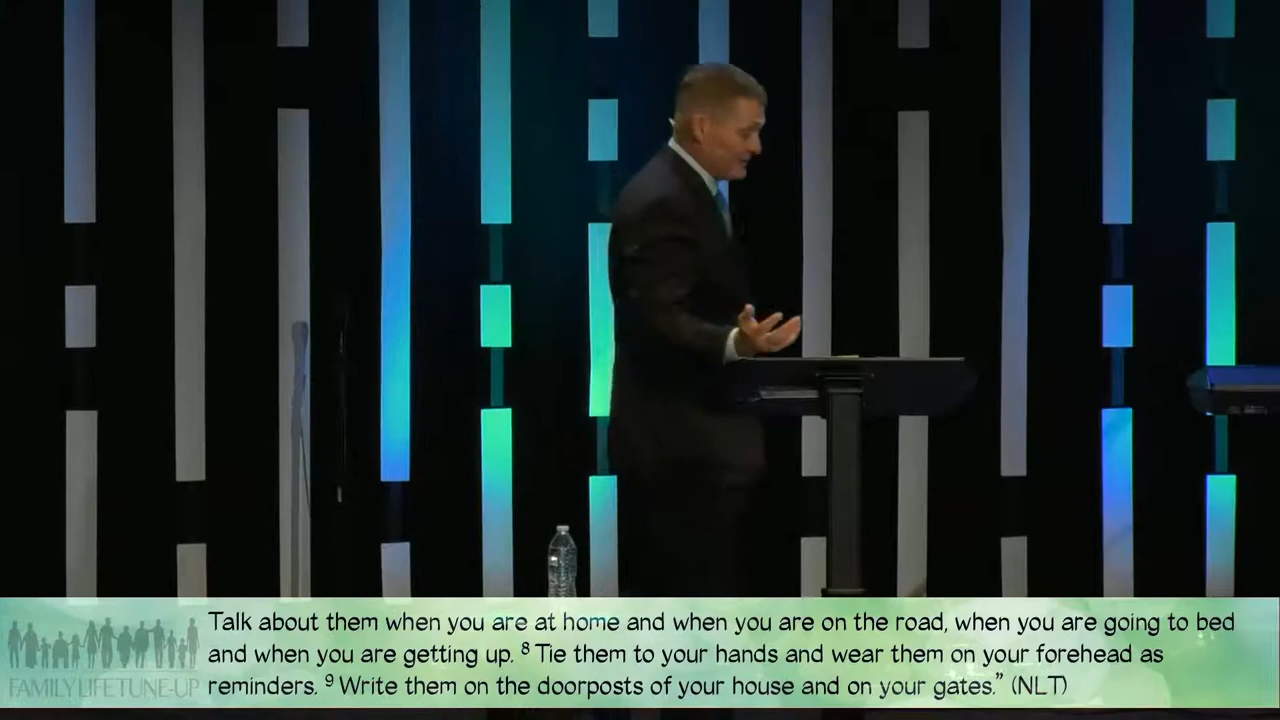 Talk about them when you are at home and when you are on the road, when you are going to bed
and when you are getting up. ⁸ Tie them to your hands and wear them on your forehead as
reminders. ⁹ Write them on the doorposts of your house and on your gates.” (NLT)
FAMILY LIFE TUNE-UP